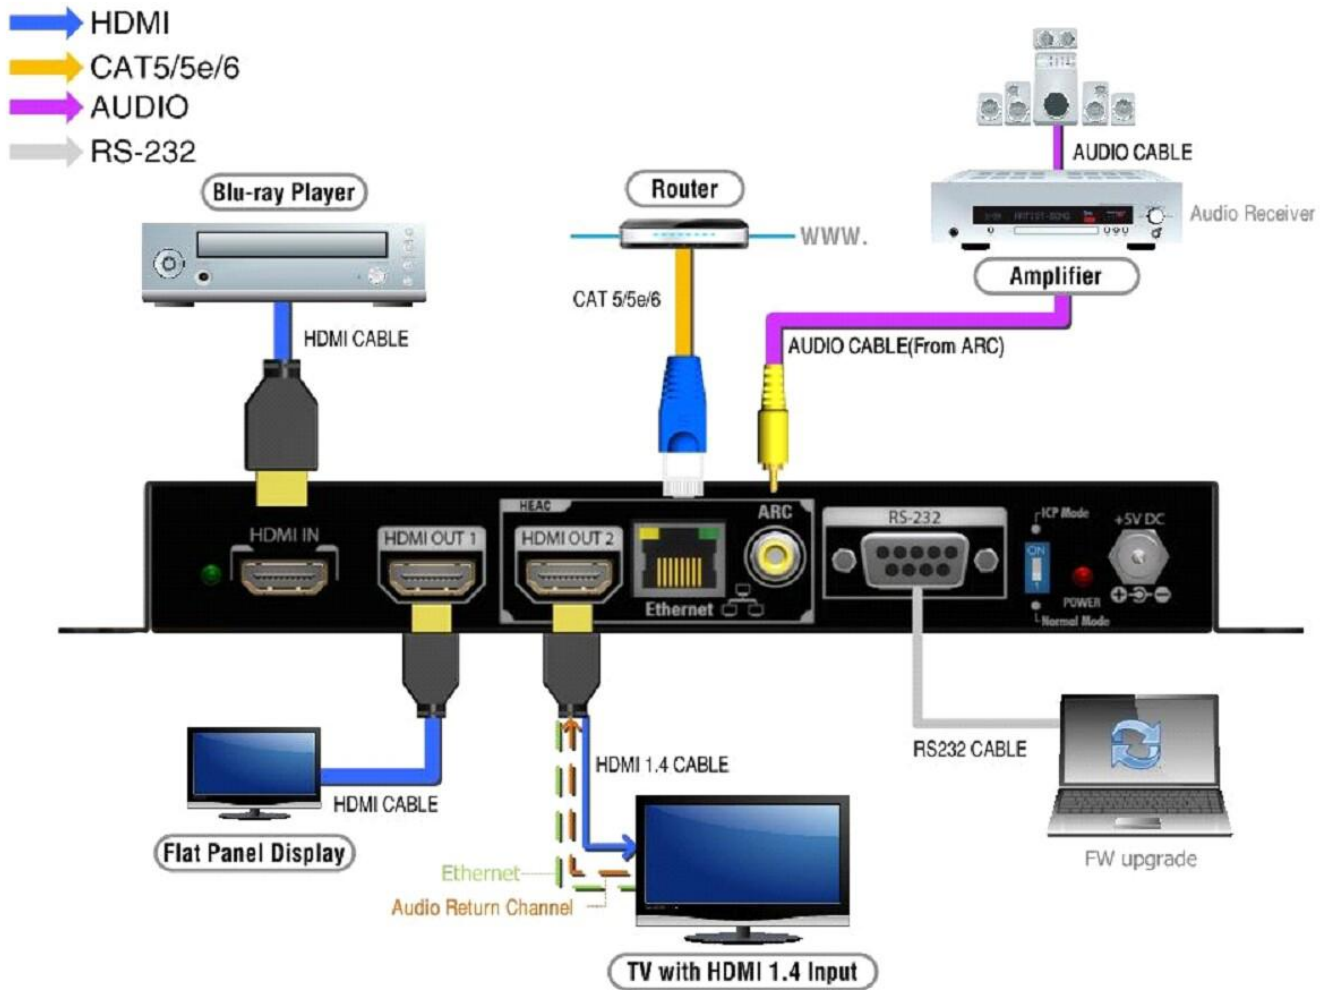 HDMI
CAT5/5e/6
AUDIO
RS-232
AUDIO CABLE
Blu-ray Player
Router
Audio Receiver
WWW.
Amplifier
CAT 5/5e/6
HDMI CABLE
AUDIO CABLE(From ARC)
HEAC
ARC
RS-232
ICP Mode
+5V DC
HDMI IN
HDMI OUT 1
HDMI OUT 2
ON
1
Ethernet
POWER
Normal Mode
HDMI 1.4 CABLE
RS232 CABLE
HDMI CABLE
Flat Panel Display
FW upgrade
Ethernet
Audio Return Channel
TV with HDMI 1.4 Input